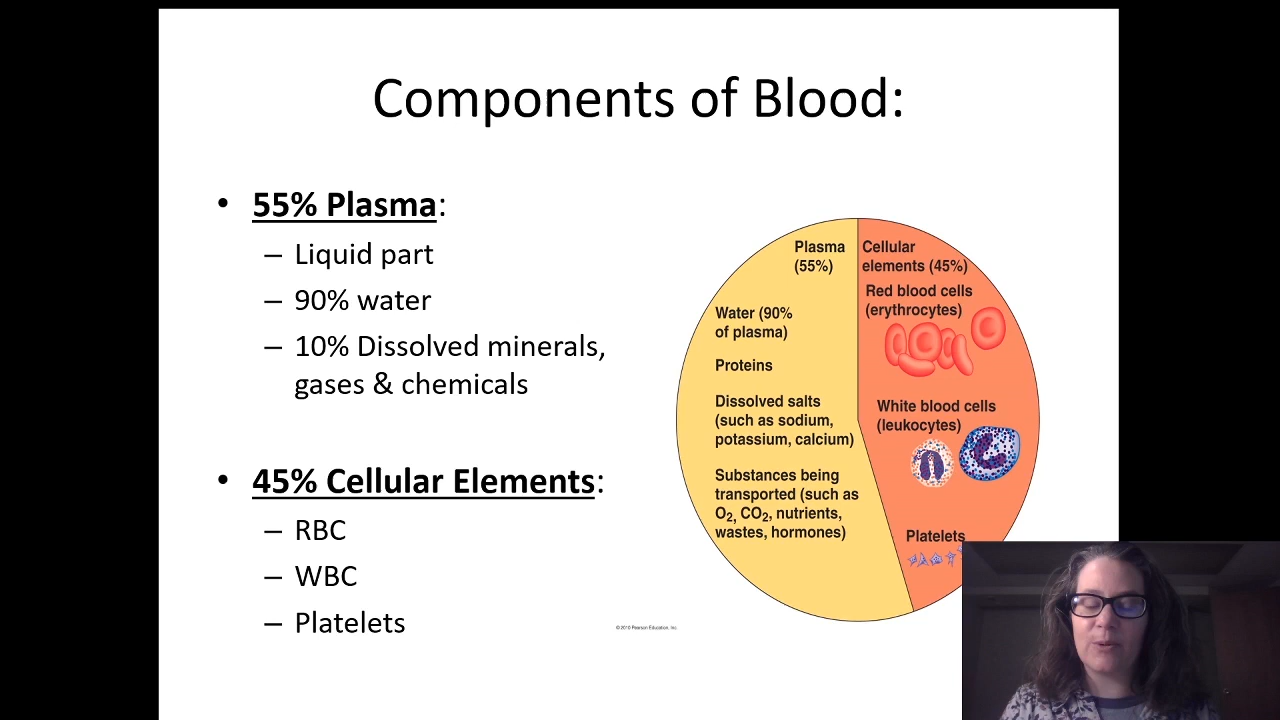 Components of Blood:
• 55% Plasma:
– Liquid part
– 90% water
– 10% Dissolved minerals,
gases & chemicals
• 45% Cellular Elements:
– RBC
– WBC
– Platelets
Plasma
(55%)
Water (90%
of plasma)
Proteins
Dissolved salts
(such as sodium,
potassium, calcium)
Substances being
transported (such as
O₂, CO₂, nutrients,
wastes, hormones)
Cellular
elements (45%)
Red blood cells
(erythrocytes)
White blood cells
(leukocytes)
Platelets
© 2010 Pearson Education, Inc.